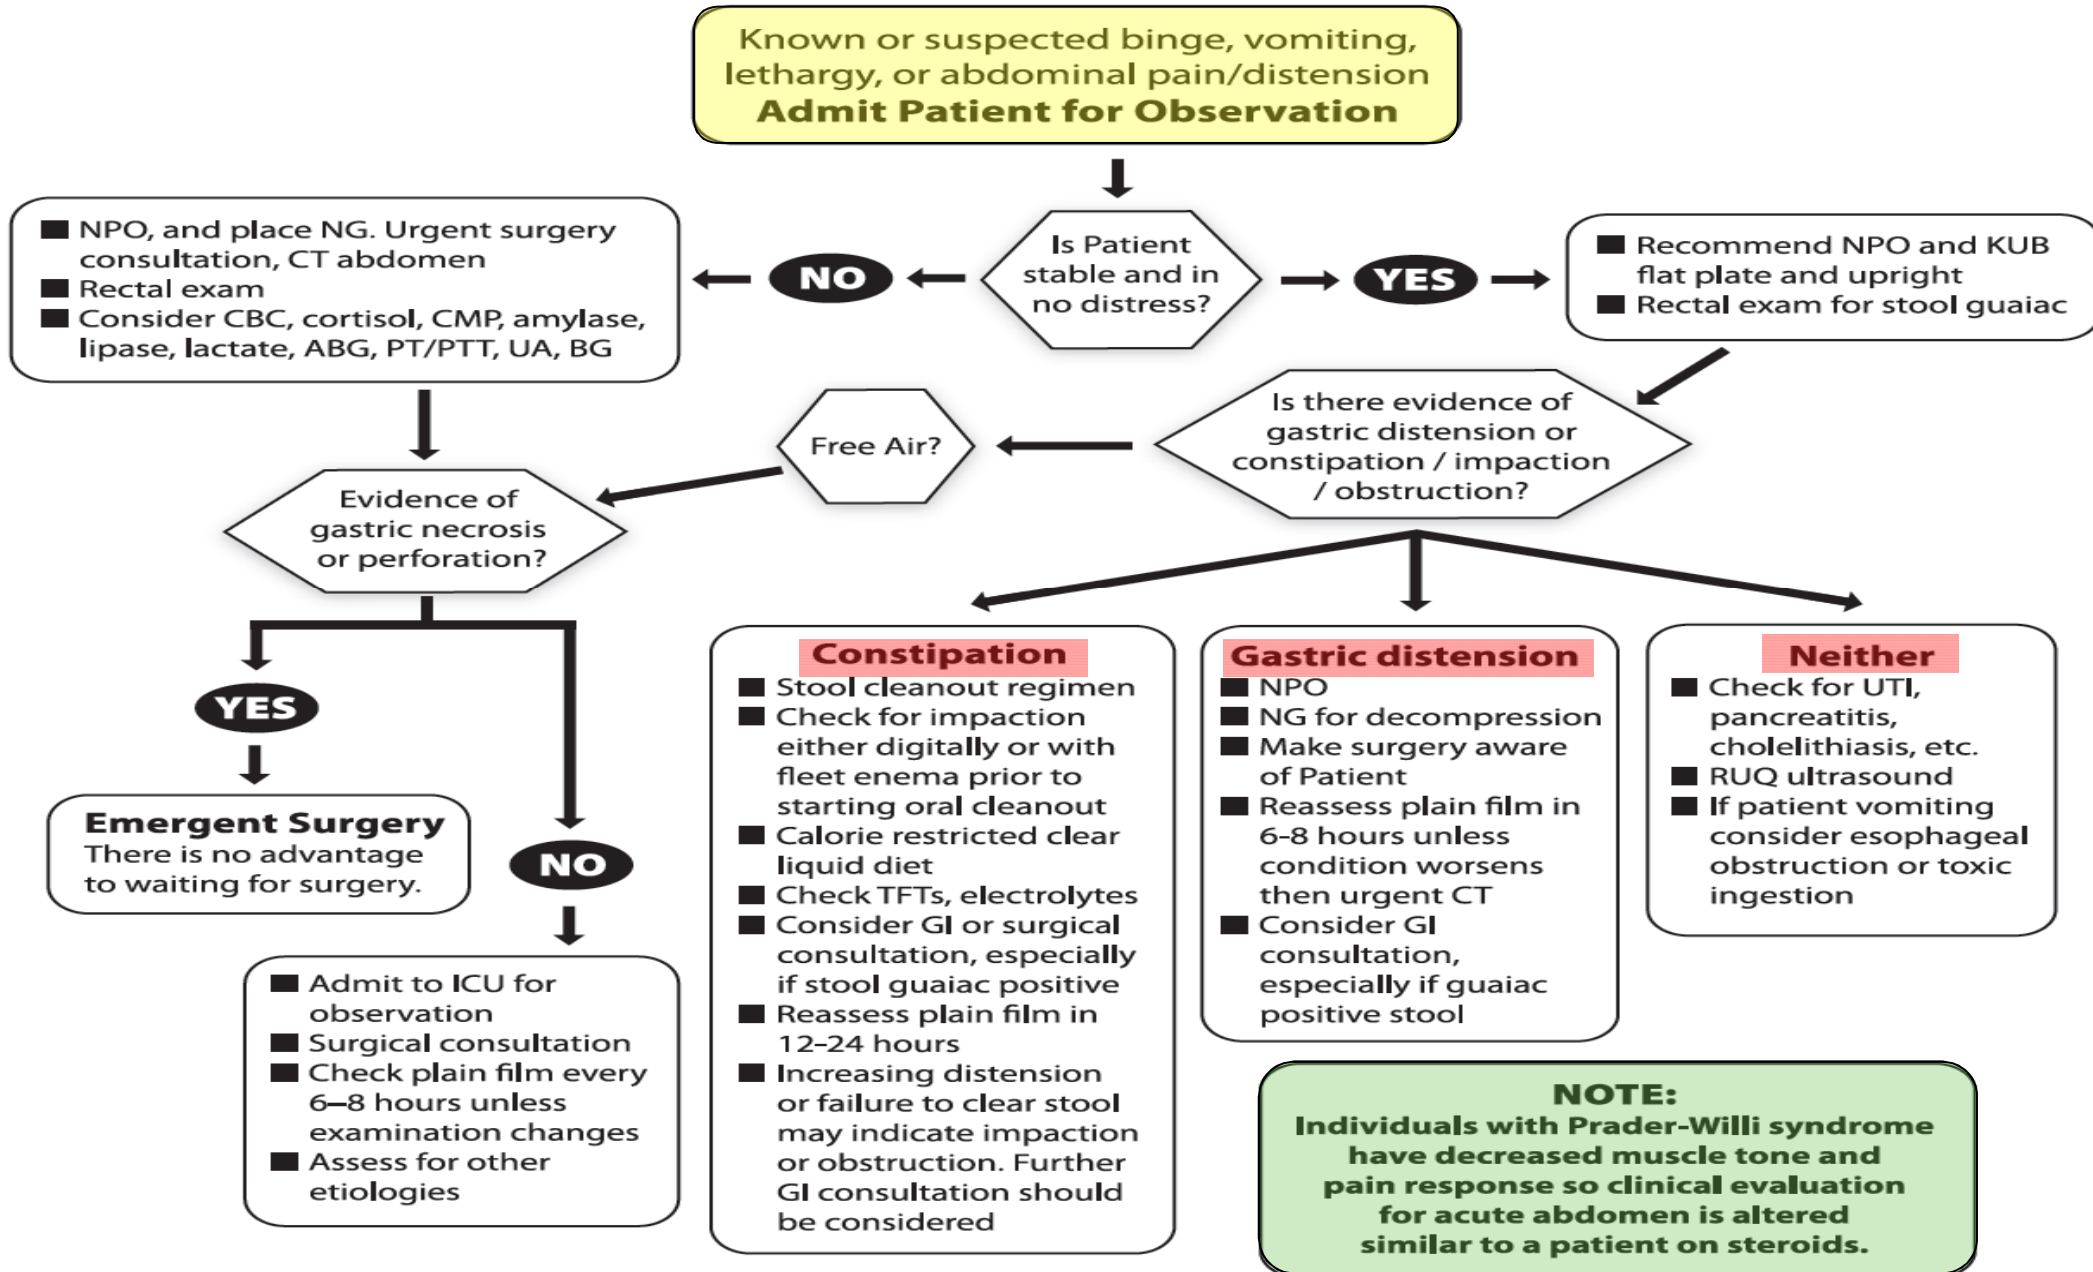 Known or suspected binge, vomiting,
lethargy, or abdominal pain/distension
Admit Patient for Observation
■ NPO, and place NG. Urgent surgery
consultation, CT abdomen
■ Rectal exam
■ Consider CBC, cortisol, CMP, amylase,
lipase, lactate, ABG, PT/PTT, UA, BG
NO
Is Patient
stable and in
no distress?
YES
■ Recommend NPO and KUB
flat plate and upright
■ Rectal exam for stool guaiac
Is there evidence of
gastric distension or
constipation / impaction
/ obstruction?
Free Air?
Evidence of
gastric necrosis
or perforation?
YES
Emergent Surgery
There is no advantage
to waiting for surgery.
NO
■ Admit to ICU for
observation
■ Surgical consultation
■ Check plain film every
6–8 hours unless
examination changes
■ Assess for other
etiologies
Constipation
■ Stool cleanout regimen
■ Check for impaction
either digitally or with
fleet enema prior to
starting oral cleanout
■ Calorie restricted clear
liquid diet
■ Check TFTs, electrolytes
■ Consider GI or surgical
consultation, especially
if stool guaiac positive
■ Reassess plain film in
12–24 hours
■ Increasing distension
or failure to clear stool
may indicate impaction
or obstruction. Further
GI consultation should
be considered
Gastric distension
■ NPO
■ NG for decompression
■ Make surgery aware
of Patient
■ Reassess plain film in
6-8 hours unless
condition worsens
then urgent CT
■ Consider GI
consultation,
especially if guaiac
positive stool
Neither
■ Check for UTI,
pancreatitis,
cholelithiasis, etc.
■ RUQ ultrasound
■ If patient vomiting
consider esophageal
obstruction or toxic
ingestion
NOTE:
Individuals with Prader-Willi syndrome
have decreased muscle tone and
pain response so clinical evaluation
for acute abdomen is altered
similar to a patient on steroids.